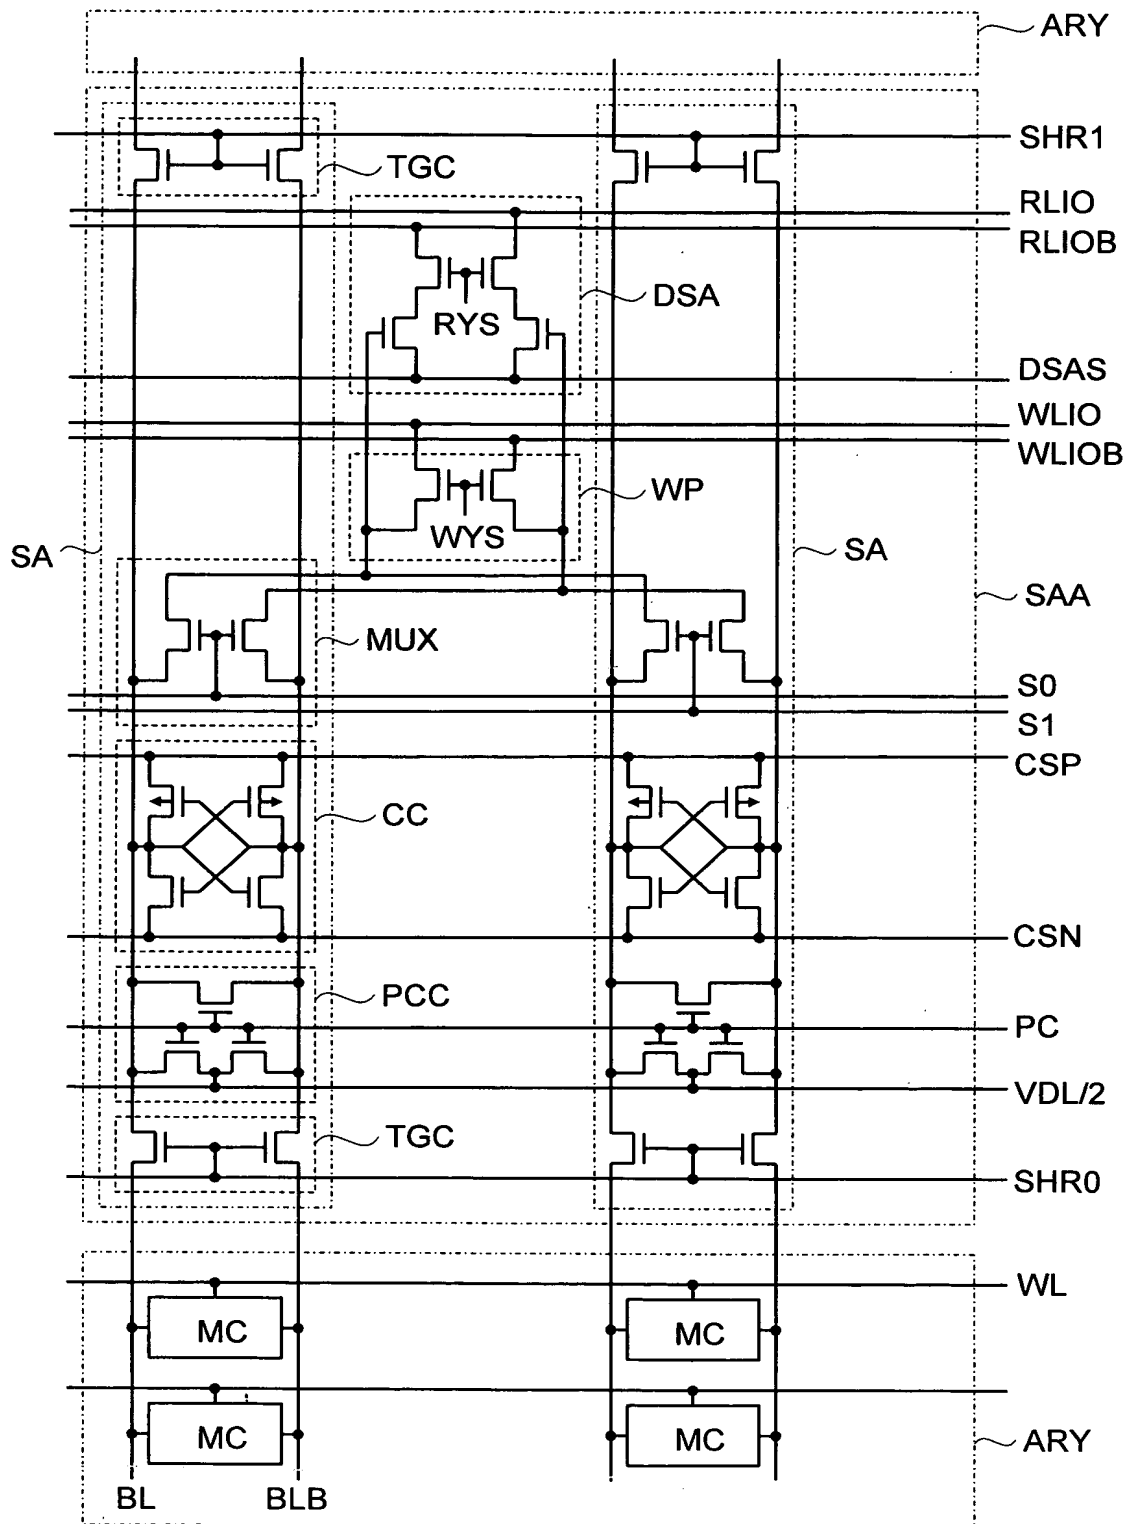 ARY
SHR1
TGC
RLIO
RLIOB
DSA
RYS
DSAS
WLIO
WLIOB
WP
WYS
SA
SA
SAA
MUX
S0
S1
CSP
CC
CSN
PCC
PC
VDL/2
TGC
SHR0
WL
MC
MC
MC
MC
ARY
BL
BLB